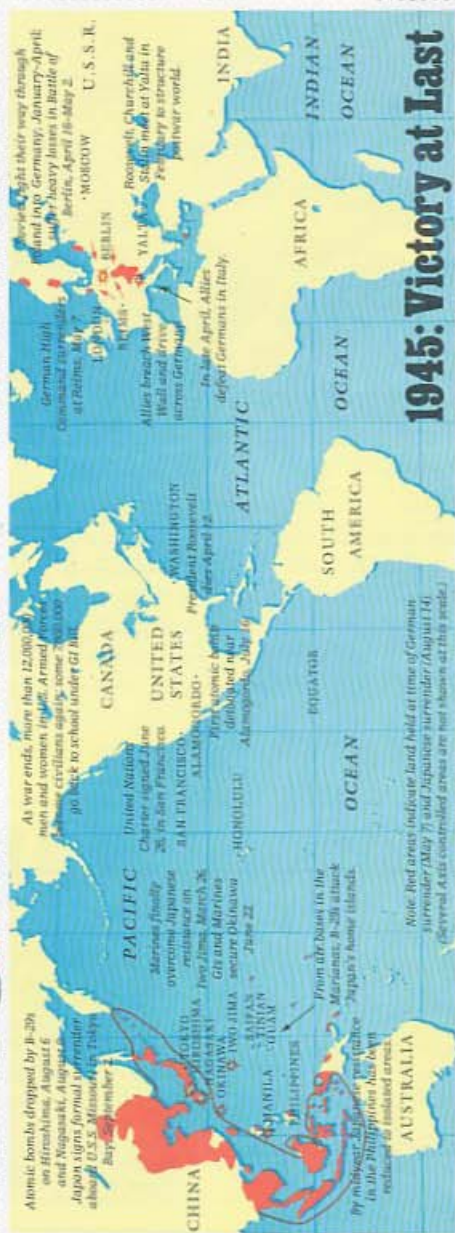 1945: Victory at Last
Atomic bombs dropped by B-29s
on Hiroshima, August 6
and Nagasaki, August 9.
Japan signs formal surrender
aboard U.S.S. Missouri in Tokyo
Bay, September 2.
CHINA
TOKYO
HIROSHIMA
NAGASAKI
OKINAWA
IWO JIMA
SAIPAN
TINIAN
GUAM
MANILA
PHILIPPINES
By midyear Japanese resistance
in the Philippines has been
reduced to isolated areas.
AUSTRALIA
PACIFIC
Marines finally
overcome Japanese
resistance on
Iwo Jima, March 26.
GIs and Marines
secure Okinawa
June 22.
From air bases in the
Marianas, B-29s attack
Japan's home islands.
As war ends, more than 12,000,000
men and women in U.S. Armed Forces
civilians again, some
go back to school under GI Bill.
CANADA
United Nations
Charter signed June
26, in San Francisco.
UNITED
STATES
SAN FRANCISCO
ALAMOGORDO
HONOLULU
First atomic bomb
detonated near
Alamogordo, July 16.
WASHINGTON
President Roosevelt
dies April 12.
EQUATOR
OCEAN
SOUTH
AMERICA
Note: Red areas indicate land held at time of German
surrender (May 7) and Japanese surrender (August 14).
(Several Axis controlled areas are not shown at this scale.)
ATLANTIC
OCEAN
German High
Command surrenders
at Reims, May 7.
LONDON
REIMS
BERLIN
Allies breach West
Wall and drive
across Germany.
In late April, Allies
defeat Germans in Italy.
AFRICA
Soviets fight their way through
Poland into Germany, January-April;
suffer heavy losses in Battle of
Berlin, April 16-May 2.
MOSCOW
U.S.S.R.
YALTA
Roosevelt, Churchill and
Stalin meet at Yalta in
February to structure
postwar world.
INDIA
INDIAN
OCEAN